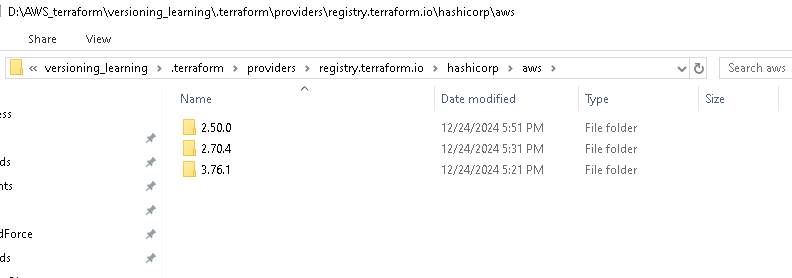 D:\AWS_terraform\versioning_learning\.terraform\providers\registry.terraform.io\hashicorp\aws
Share View
« versioning_learning > .terraform > providers > registry.terraform.io > hashicorp > aws > Search aws
Name Date modified Type Size
ess
2.50.0 12/24/2024 5:51 PM File folder
2.70.4 12/24/2024 5:31 PM File folder
ds
3.76.1 12/24/2024 5:21 PM File folder
nts
dForce
ds